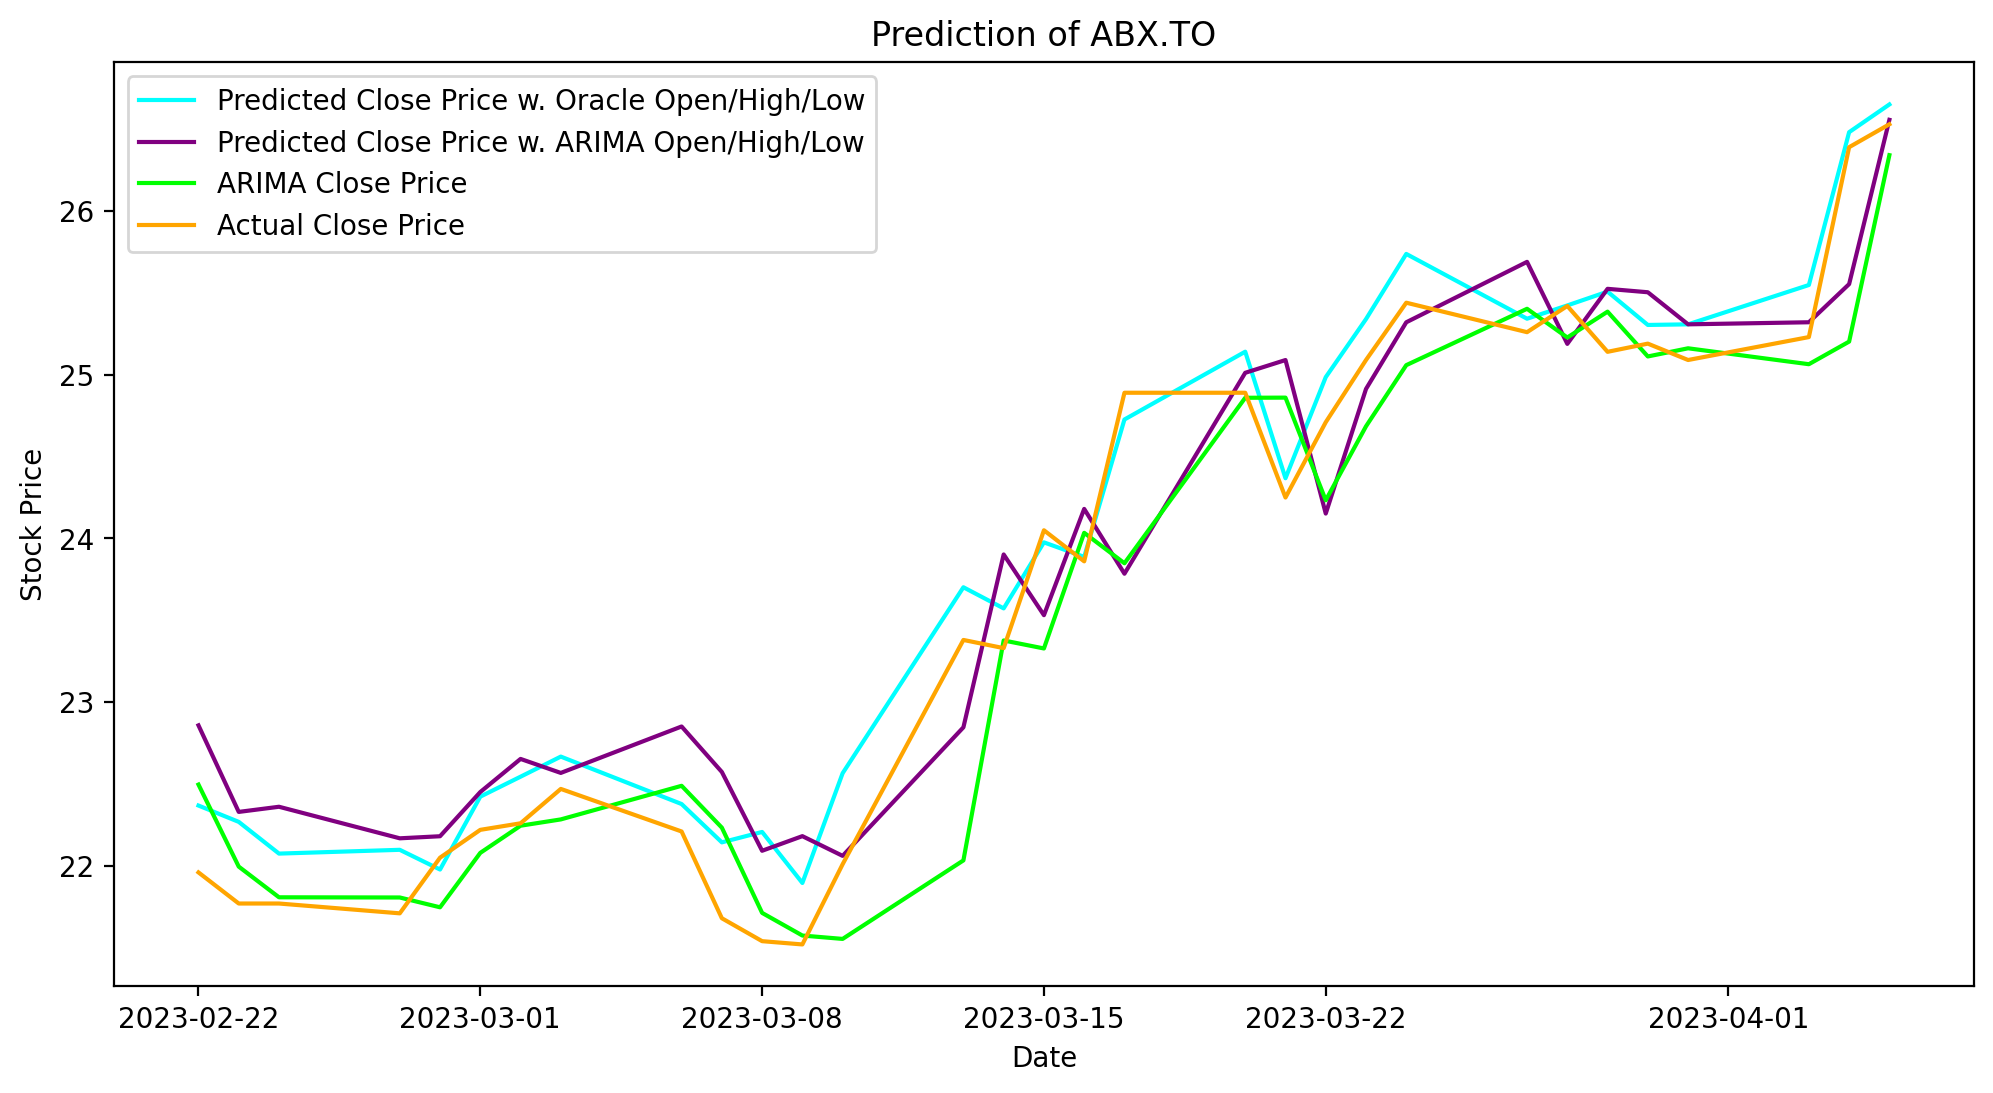 Prediction of ABX.TO
Predicted Close Price w. Oracle Open/High/Low
Predicted Close Price w. ARIMA Open/High/Low
ARIMA Close Price
Actual Close Price
Stock Price
26
25
24
23
22
2023-02-22 2023-03-01 2023-03-08 2023-03-15 2023-03-22 2023-04-01
Date